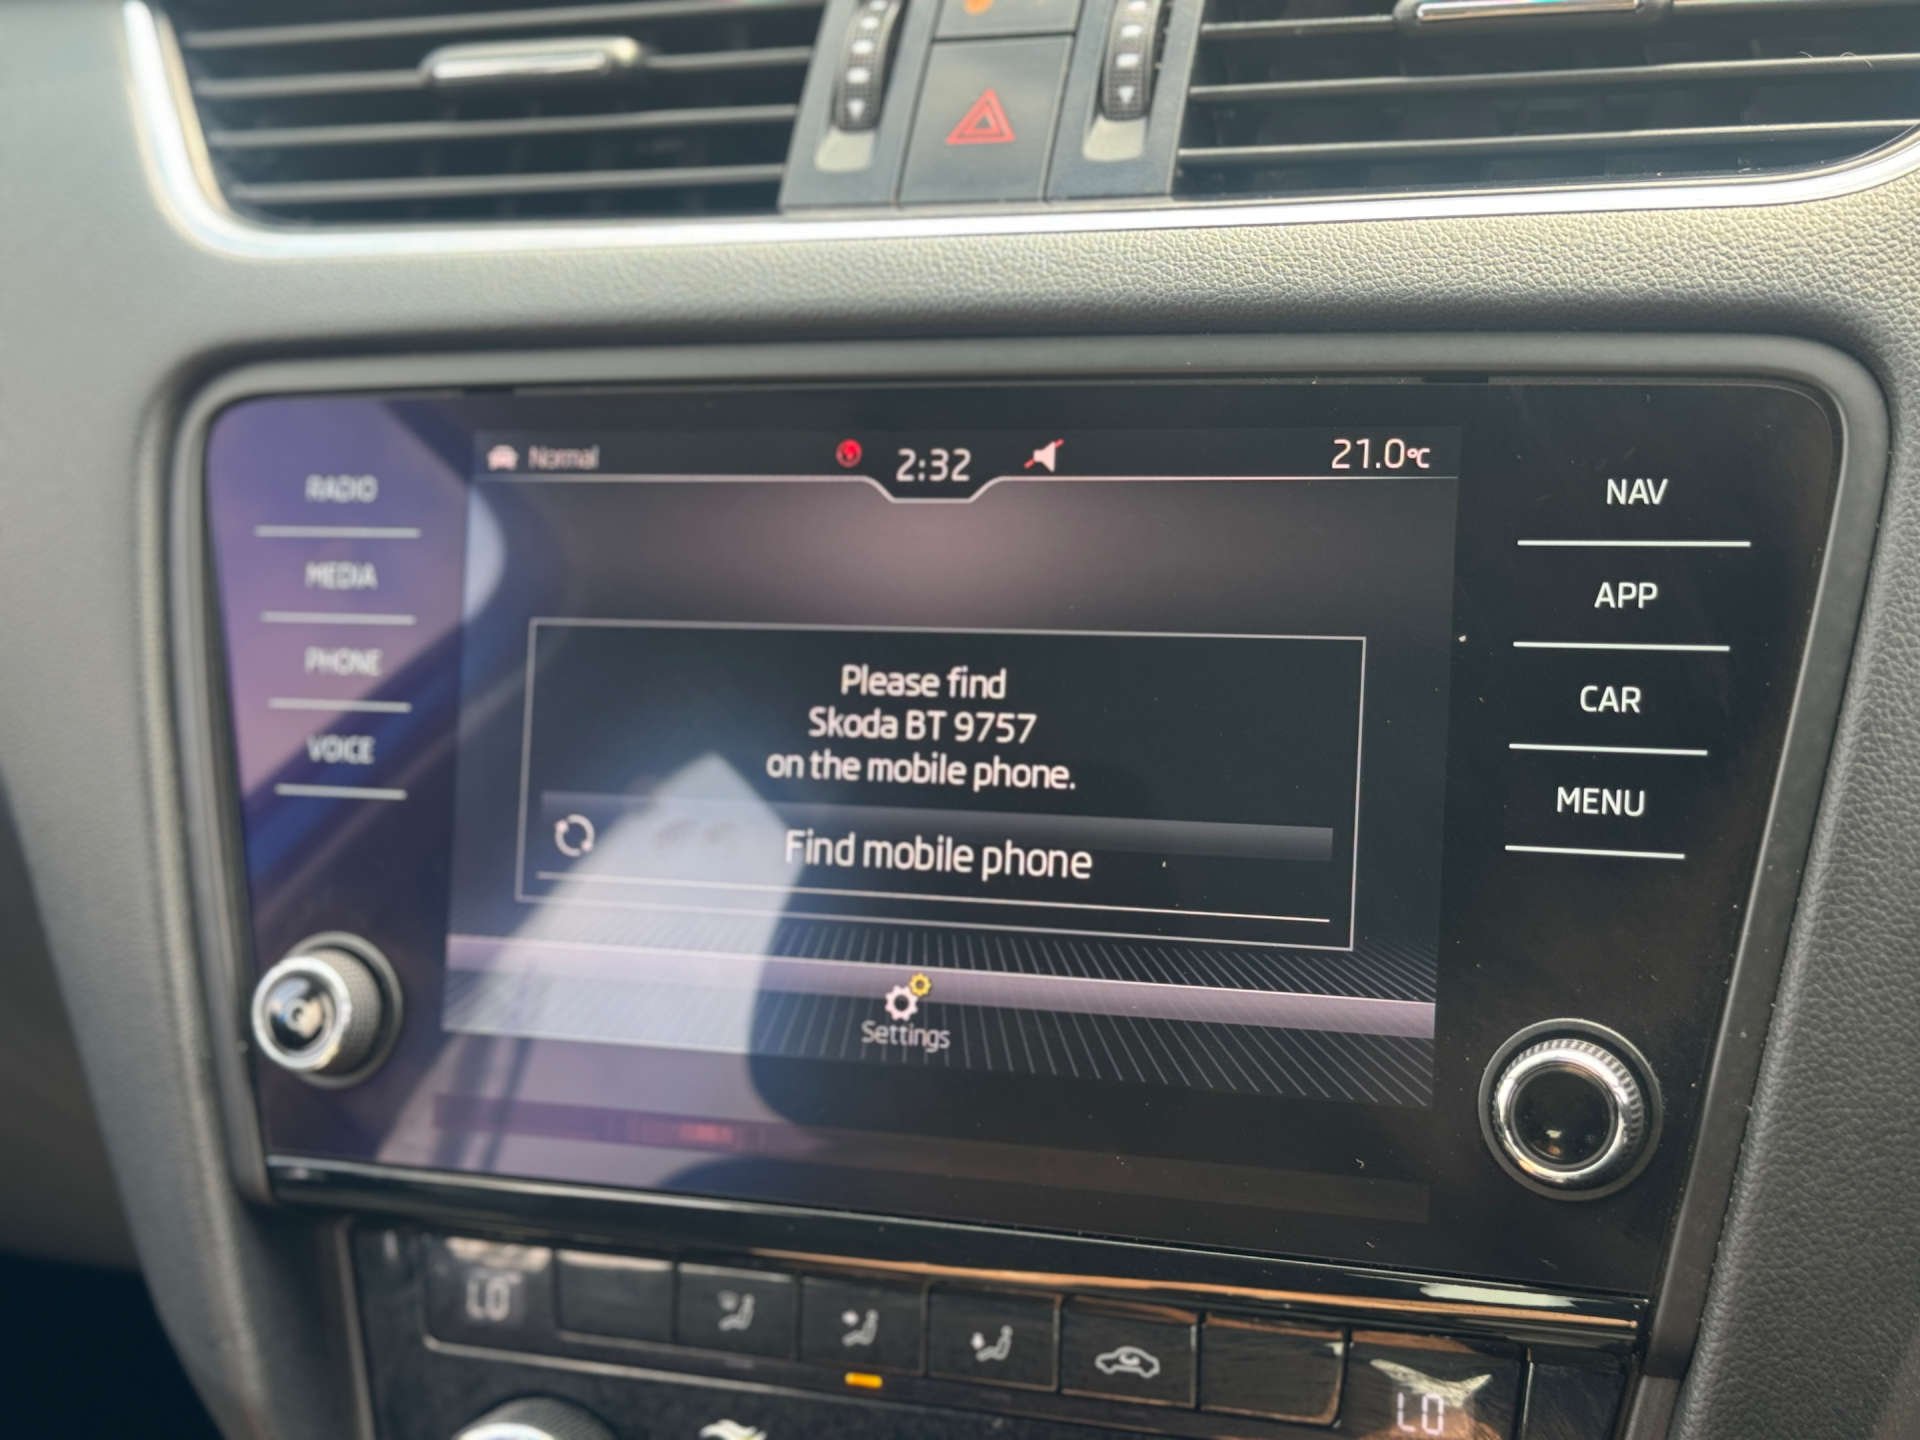 Normal
2:32
21.0°C
RADIO
MEDIA
PHONE
VOICE
Please find
Skoda BT 9757
on the mobile phone.
Find mobile phone
Settings
NAV
APP
CAR
MENU
LO
LO